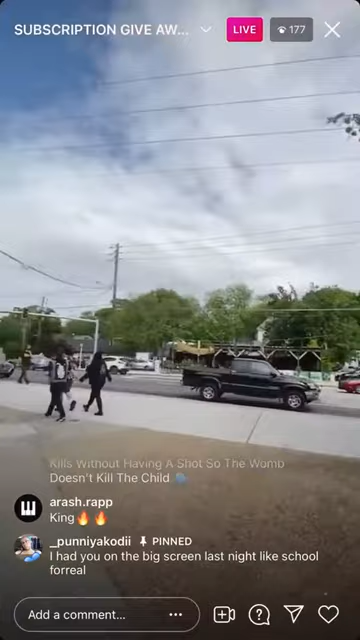 SUBSCRIPTION GIVE AW...
LIVE
177
Kills Without Having A Shot So The Womb
Doesn't Kill The Child
arash.rapp
King🔥🔥
_punniyakodii PINNED
I had you on the big screen last night like school
forreal
Add a comment...